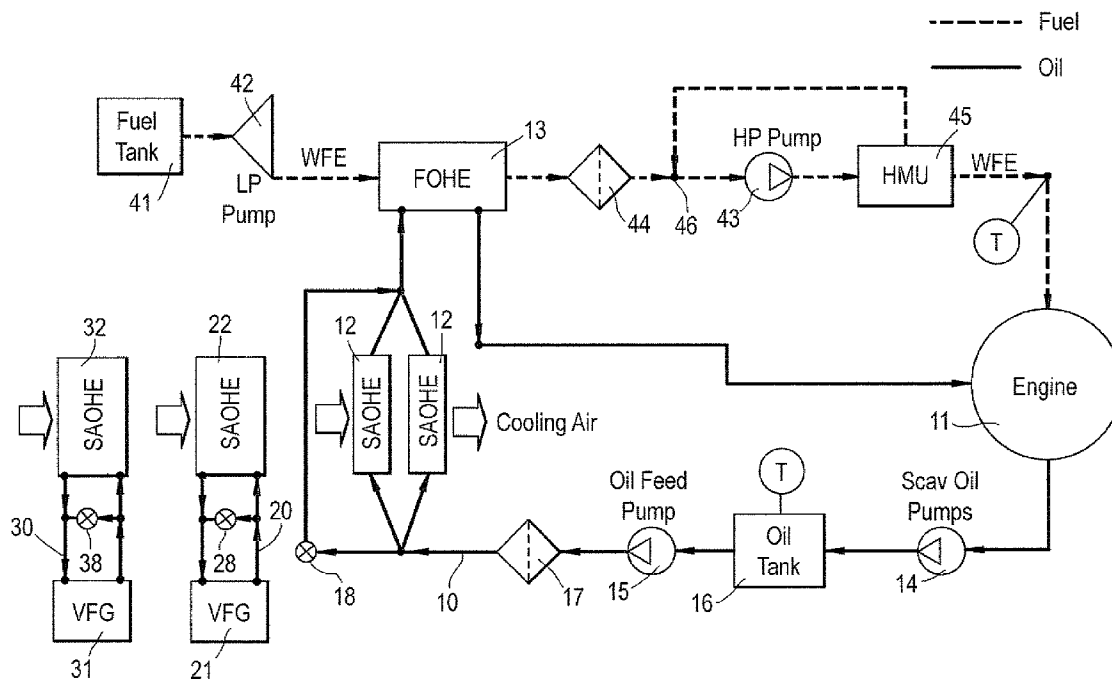 Fuel
Oil
42
Fuel
Tank
41
LP
Pump
WFE
13
FOHE
44
46
HP Pump
43
45
HMU
WFE
T
32
SAOHE
22
SAOHE
12
SAOHE
12
SAOHE
Cooling Air
Engine
11
30
38
VFG
31
20
28
VFG
21
18
10
17
Oil Feed
Pump
15
T
Oil
Tank
16
Scav Oil
Pumps
14